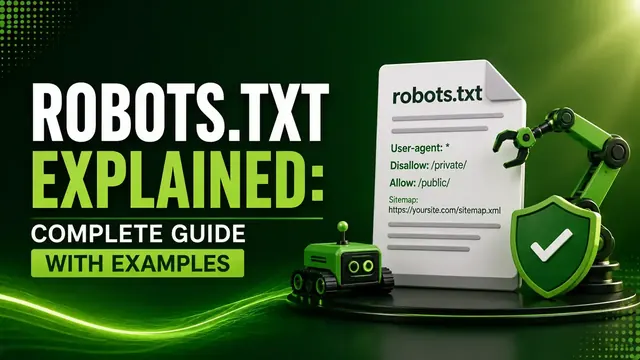 ROBOTS.TXT
EXPLAINED:
COMPLETE GUIDE
WITH EXAMPLES
robots.txt
User-agent: *
Disallow: /private/
Allow: /public/
Sitemap:
https://yoursite.com/sitemap.xml